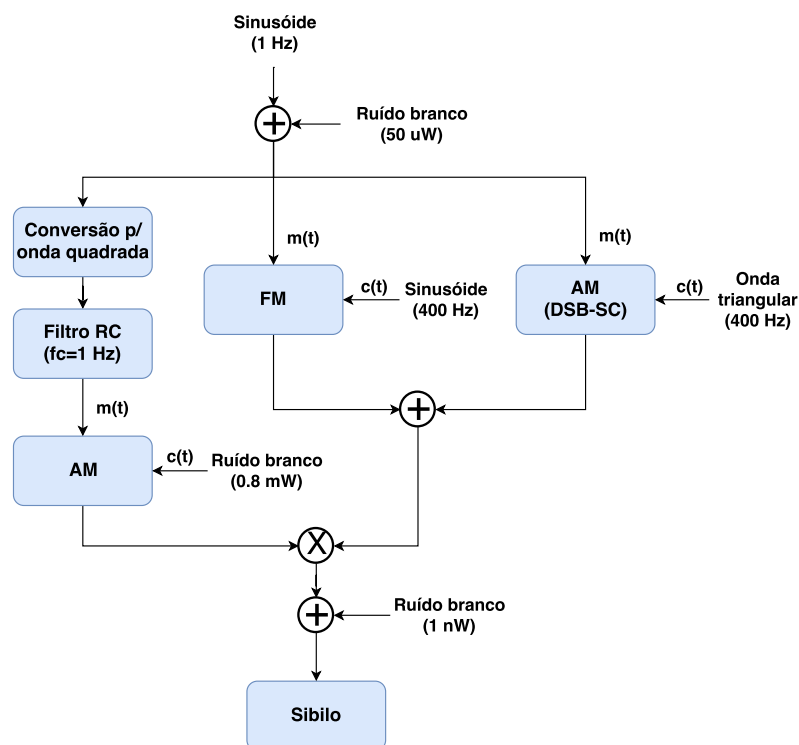 Sinusóide
(1 Hz)
+
Ruído branco
(50 uW)
Conversão p/
onda quadrada
m(t)
m(t)
FM
c(t)
Sinusóide
(400 Hz)
AM
(DSB-SC)
c(t)
Onda
triangular
(400 Hz)
Filtro RC
(fc=1 Hz)
m(t)
+
AM
c(t)
Ruído branco
(0.8 mW)
X
+
Ruído branco
(1 nW)
Sibilo